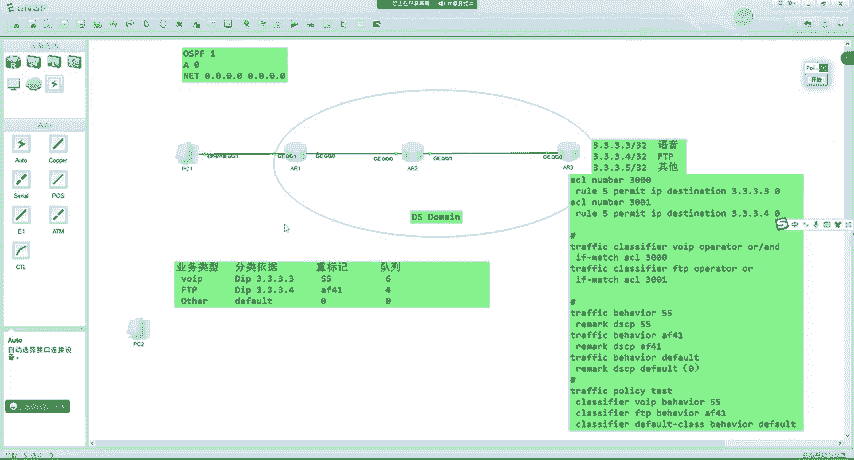 OSPF 1
A 0
NET 0.0.0.0 0.0.0.0
PC1
AR1
AR2
AR3
3.3.3.3/32 语音
3.3.3.4/32 FTP
3.3.3.5/32 其他
acl number 3000
rule 5 permit ip destination 3.3.3.3 0
acl number 3001
rule 5 permit ip destination 3.3.3.4 0
#
traffic classifier voip operator or/and
if-match acl 3000
traffic classifier ftp operator or
if-match acl 3001
#
traffic behavior 55
remark dscp 55
traffic behavior af41
remark dscp af41
traffic behavior default
remark dscp default (0)
#
traffic policy test
classifier voip behavior 55
classifier ftp behavior af41
classifier default-class behavior default
DS Domain
业务类型 分类依据 重标记 队列
voip Dip 3.3.3.3 55 6
FTP Dip 3.3.3.4 af41 4
Other default 0 0
PC2
Auto
Copper
Serial
POS
E1
ATM
CTL
Auto
自动选择接口连接设备。